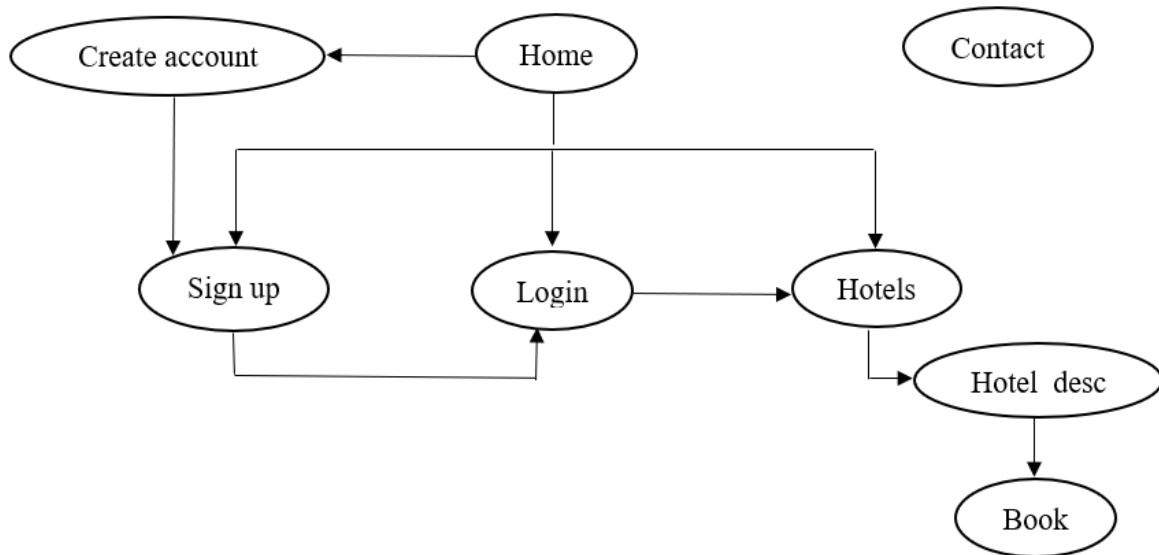 Create account
Home
Contact
Sign up
Login
Hotels
Hotel desc
Book